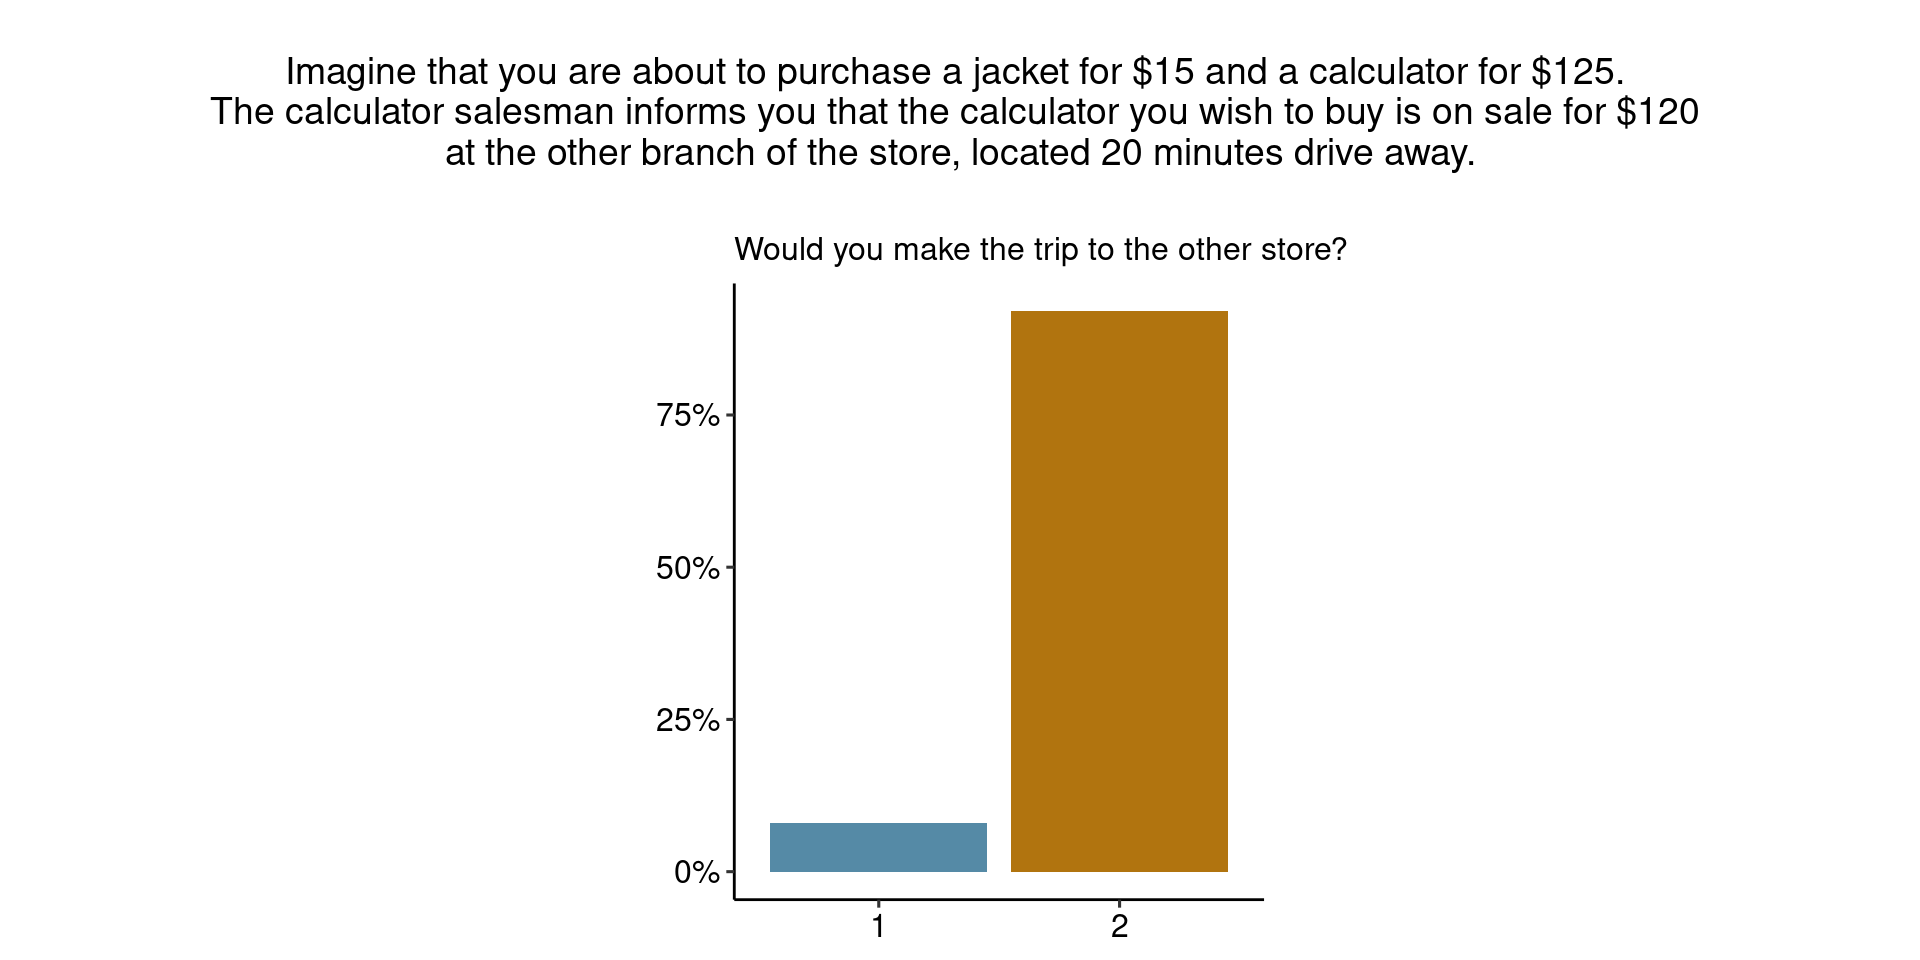 Imagine that you are about to purchase a jacket for $15 and a calculator for $125.
The calculator salesman informs you that the calculator you wish to buy is on sale for $120
at the other branch of the store, located 20 minutes drive away.
Would you make the trip to the other store?
75%
50%
25%
0%
1 2